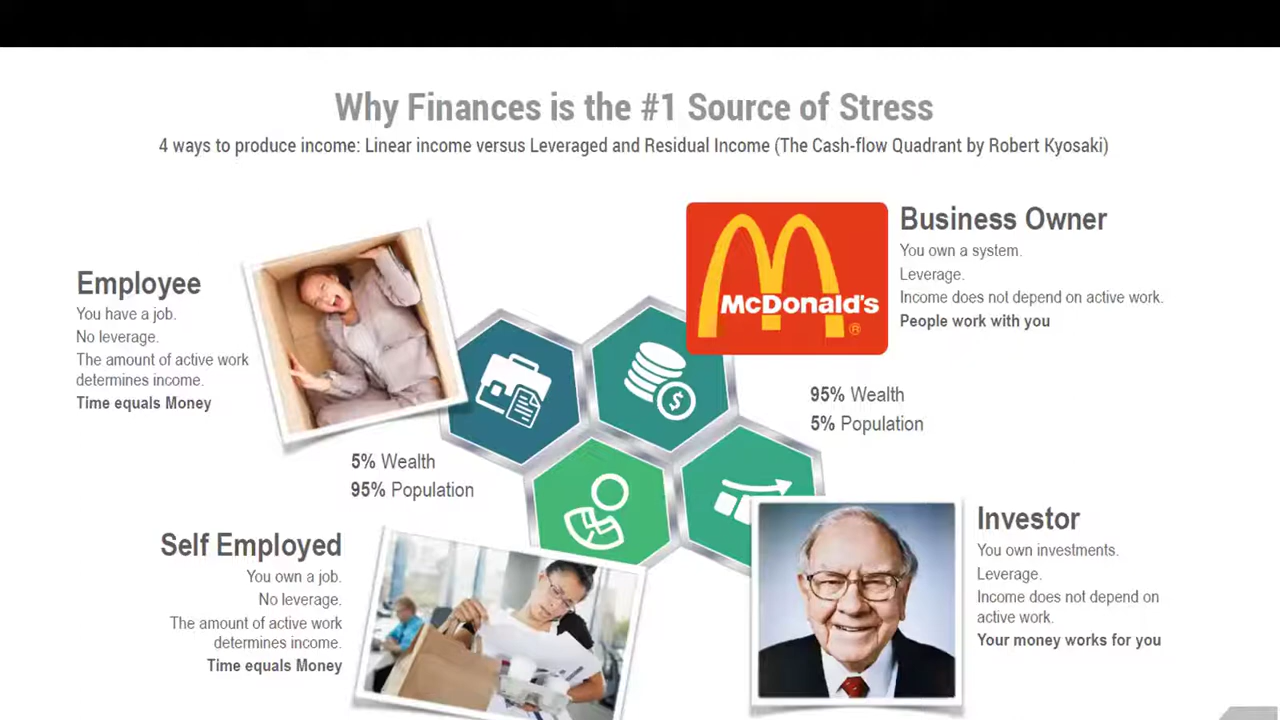 Why Finances is the #1 Source of Stress
4 ways to produce income: Linear income versus Leveraged and Residual Income (The Cash-flow Quadrant by Robert Kyosaki)
Employee
You have a job.
No leverage.
The amount of active work
determines income.
Time equals Money
McDonald's
®
Business Owner
You own a system.
Leverage.
Income does not depend on active work.
People work with you
95% Wealth
5% Population
5% Wealth
95% Population
Self Employed
You own a job.
No leverage.
The amount of active work
determines income.
Time equals Money
Investor
You own investments.
Leverage.
Income does not depend on
active work.
Your money works for you